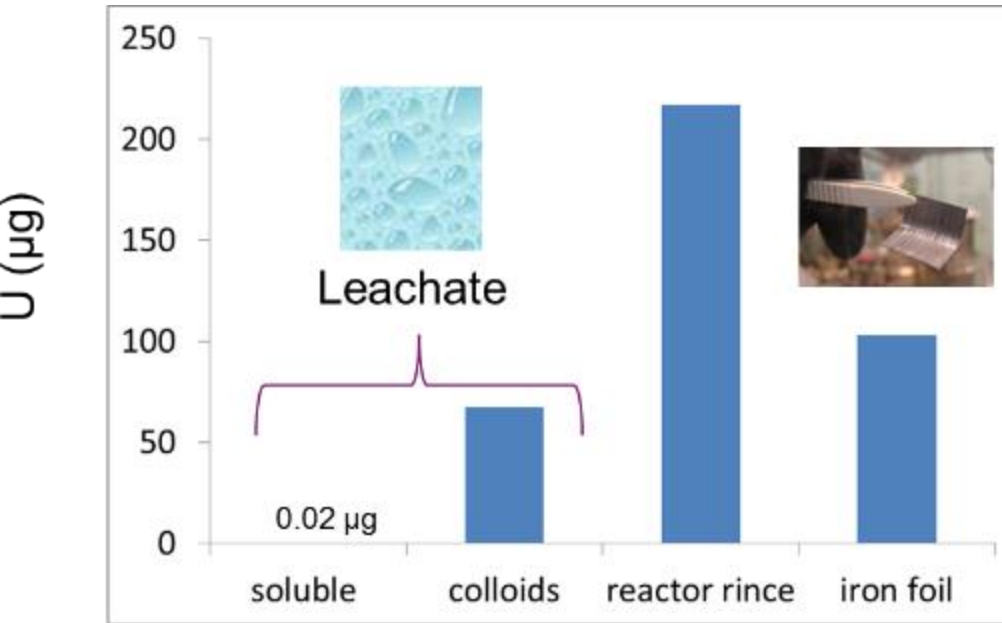 U (µg)
250
200
150
100
50
0
Leachate
0.02 µg
soluble
colloids
reactor rince
iron foil